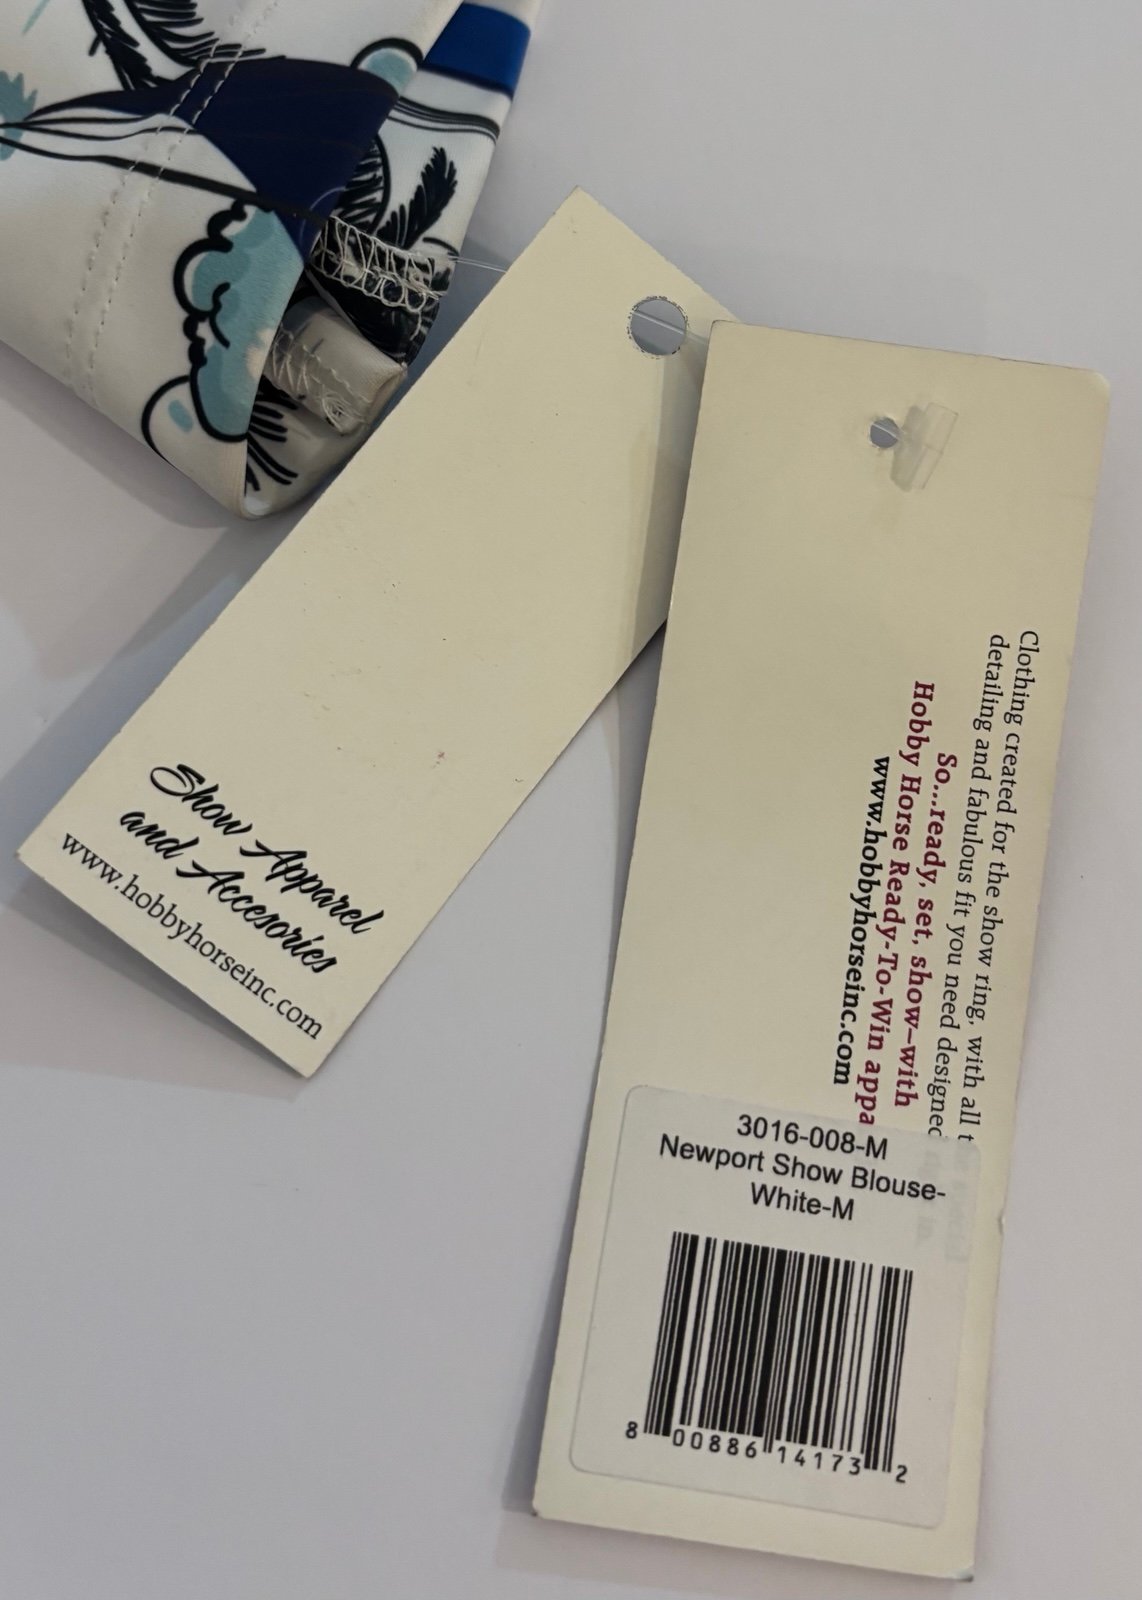 Show Apparel
and Accesories
www.hobbyhorseinc.com
Clothing created for the show ring, with all
detailing and fabulous fit you need designed
So...ready, set, show—with
Hobby Horse Ready-To-Win appa
www.hobbyhorseinc.com
3016-008-M
Newport Show Blouse-
White-M
8 00886 14173 2